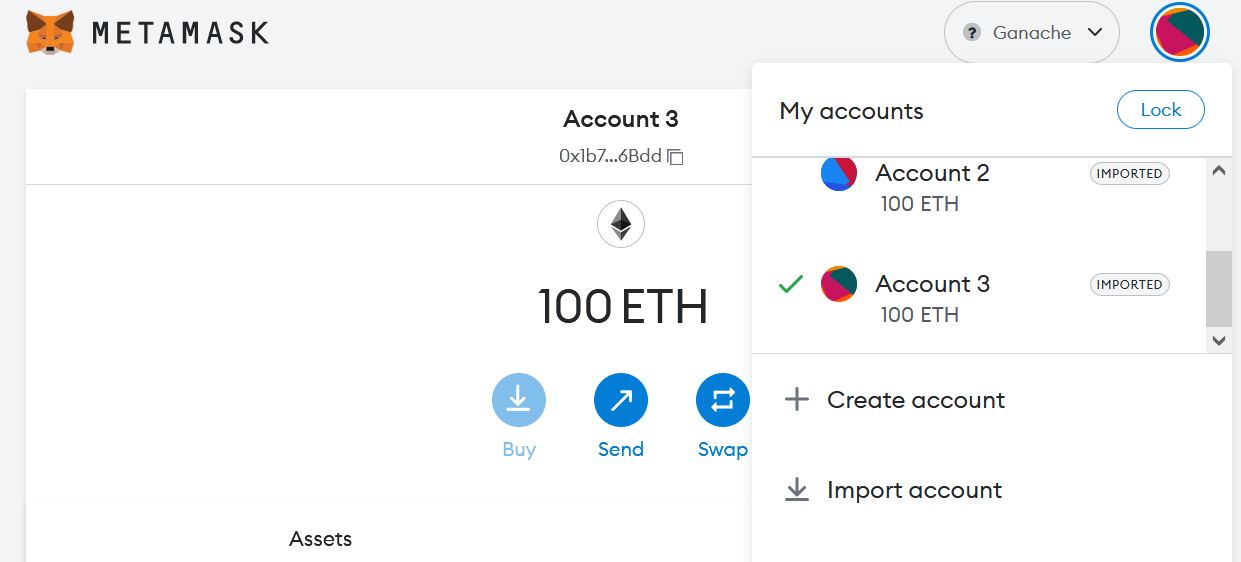 METAMASK
? Ganache
Account 3
0x1b7...6Bdd
100 ETH
Buy
Send
Swap
Assets
My accounts
Lock
Account 2
IMPORTED
100 ETH
Account 3
IMPORTED
100 ETH
Create account
Import account